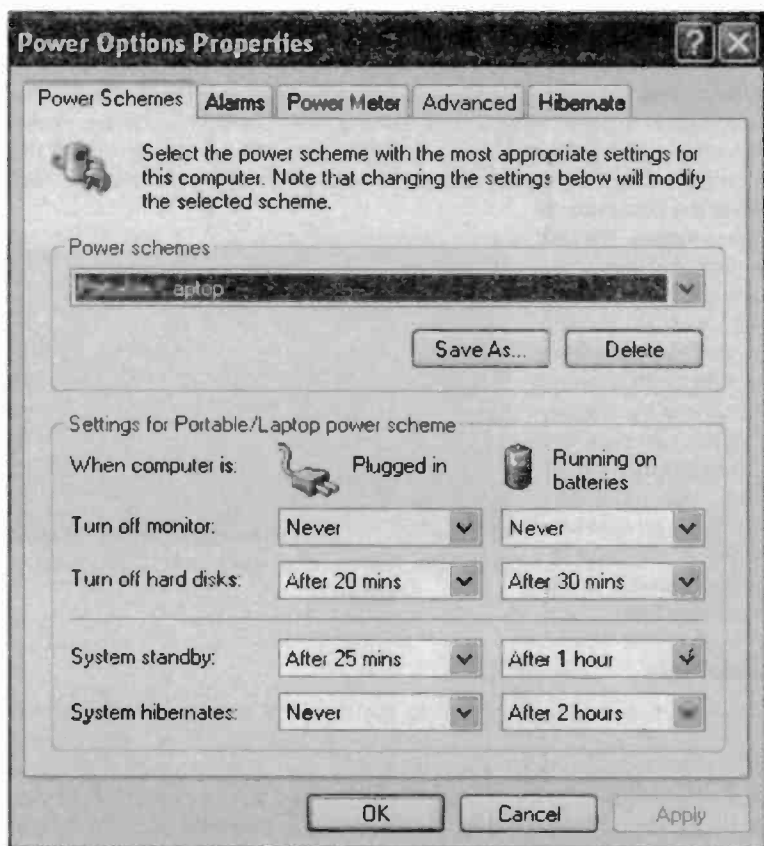 Power Options Properties
Power Schemes Alarms Power Meter Advanced Hibernate
Select the power scheme with the most appropriate settings for
this computer. Note that changing the settings below will modify
the selected scheme.
Power schemes
aptop
Save As... Delete
Settings for Portable/Laptop power scheme
When computer is: Plugged in Running on
batteries
Turn off monitor: Never Never
Turn off hard disks: After 20 mins After 30 mins
System standby: After 25 mins After 1 hour
System hibernates: Never After 2 hours
OK Cancel Apply